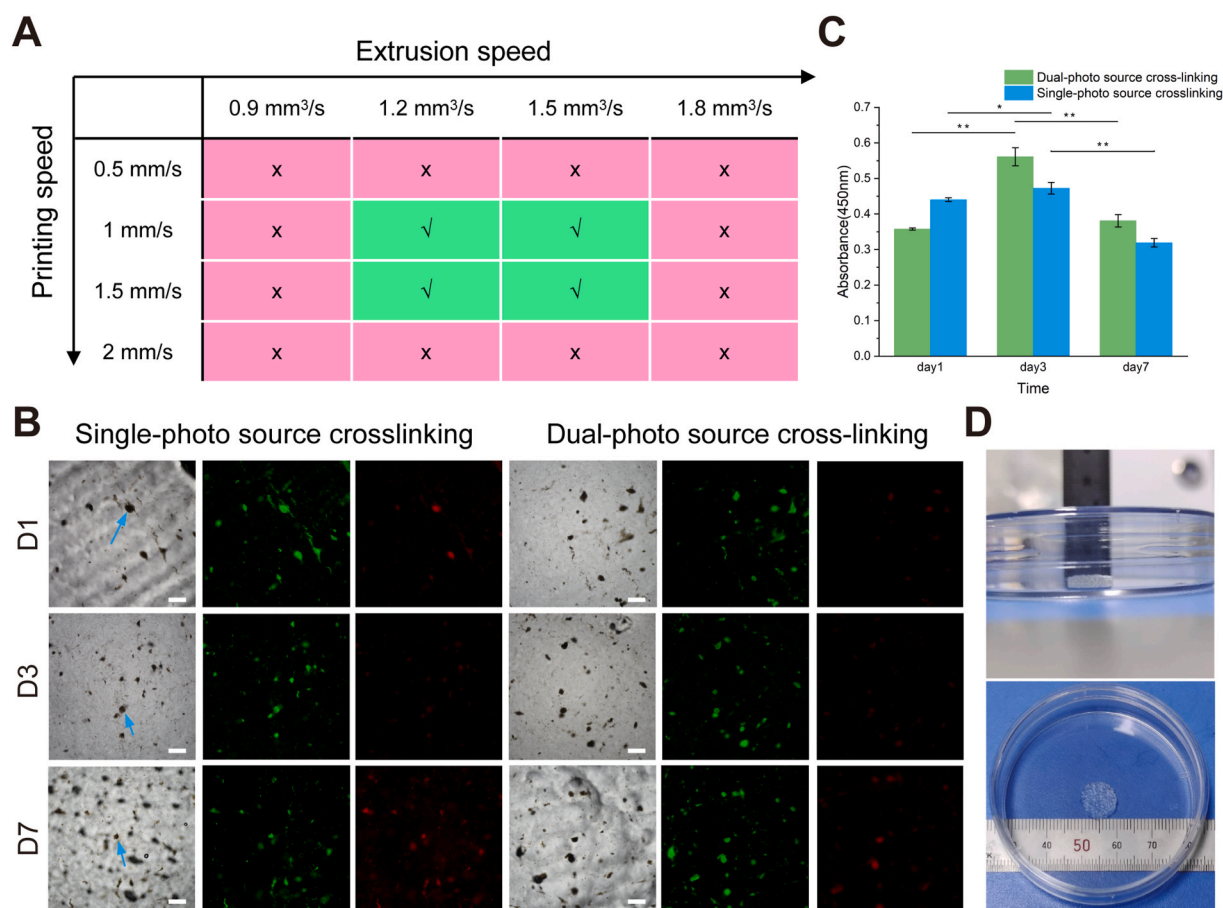 A
Extrusion speed
Printing speed
0.9 mm³/s 1.2 mm³/s 1.5 mm³/s 1.8 mm³/s
0.5 mm/s x x x x
1 mm/s x √ √ x
1.5 mm/s x √ √ x
2 mm/s x x x x
C
Dual-photo source cross-linking
Single-photo source crosslinking
Absorbance(450nm)
0.7
0.6
0.5
0.4
0.3
0.2
0.1
0.0
* 
** **
**
day1 day3 day7
Time
B
Single-photo source crosslinking Dual-photo source cross-linking
D1
D3
D7
D
40 50 60 70